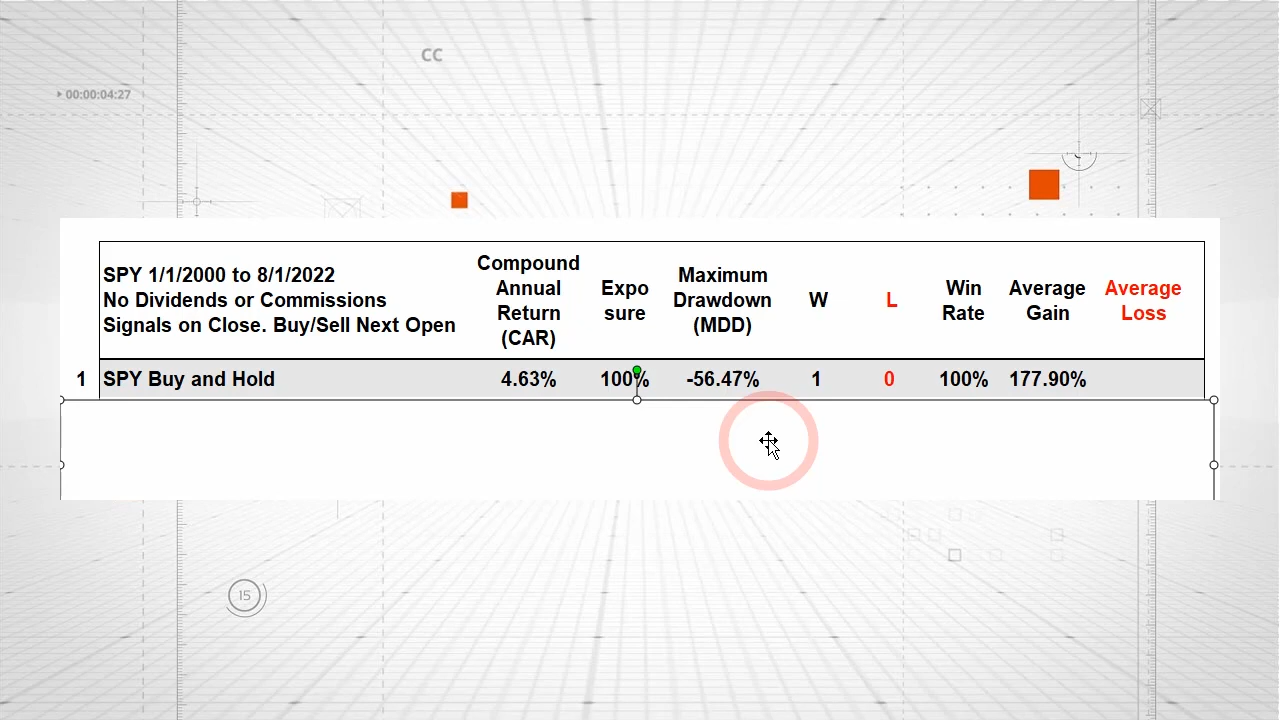 CC
00:00:04:27
SPY 1/1/2000 to 8/1/2022
No Dividends or Commissions
Signals on Close. Buy/Sell Next Open
Compound
Annual
Return
(CAR)
Expo
sure
Maximum
Drawdown
(MDD)
W
L
Win
Rate
Average
Gain
Average
Loss
1 SPY Buy and Hold 4.63% 100% -56.47% 1 0 100% 177.90%
15